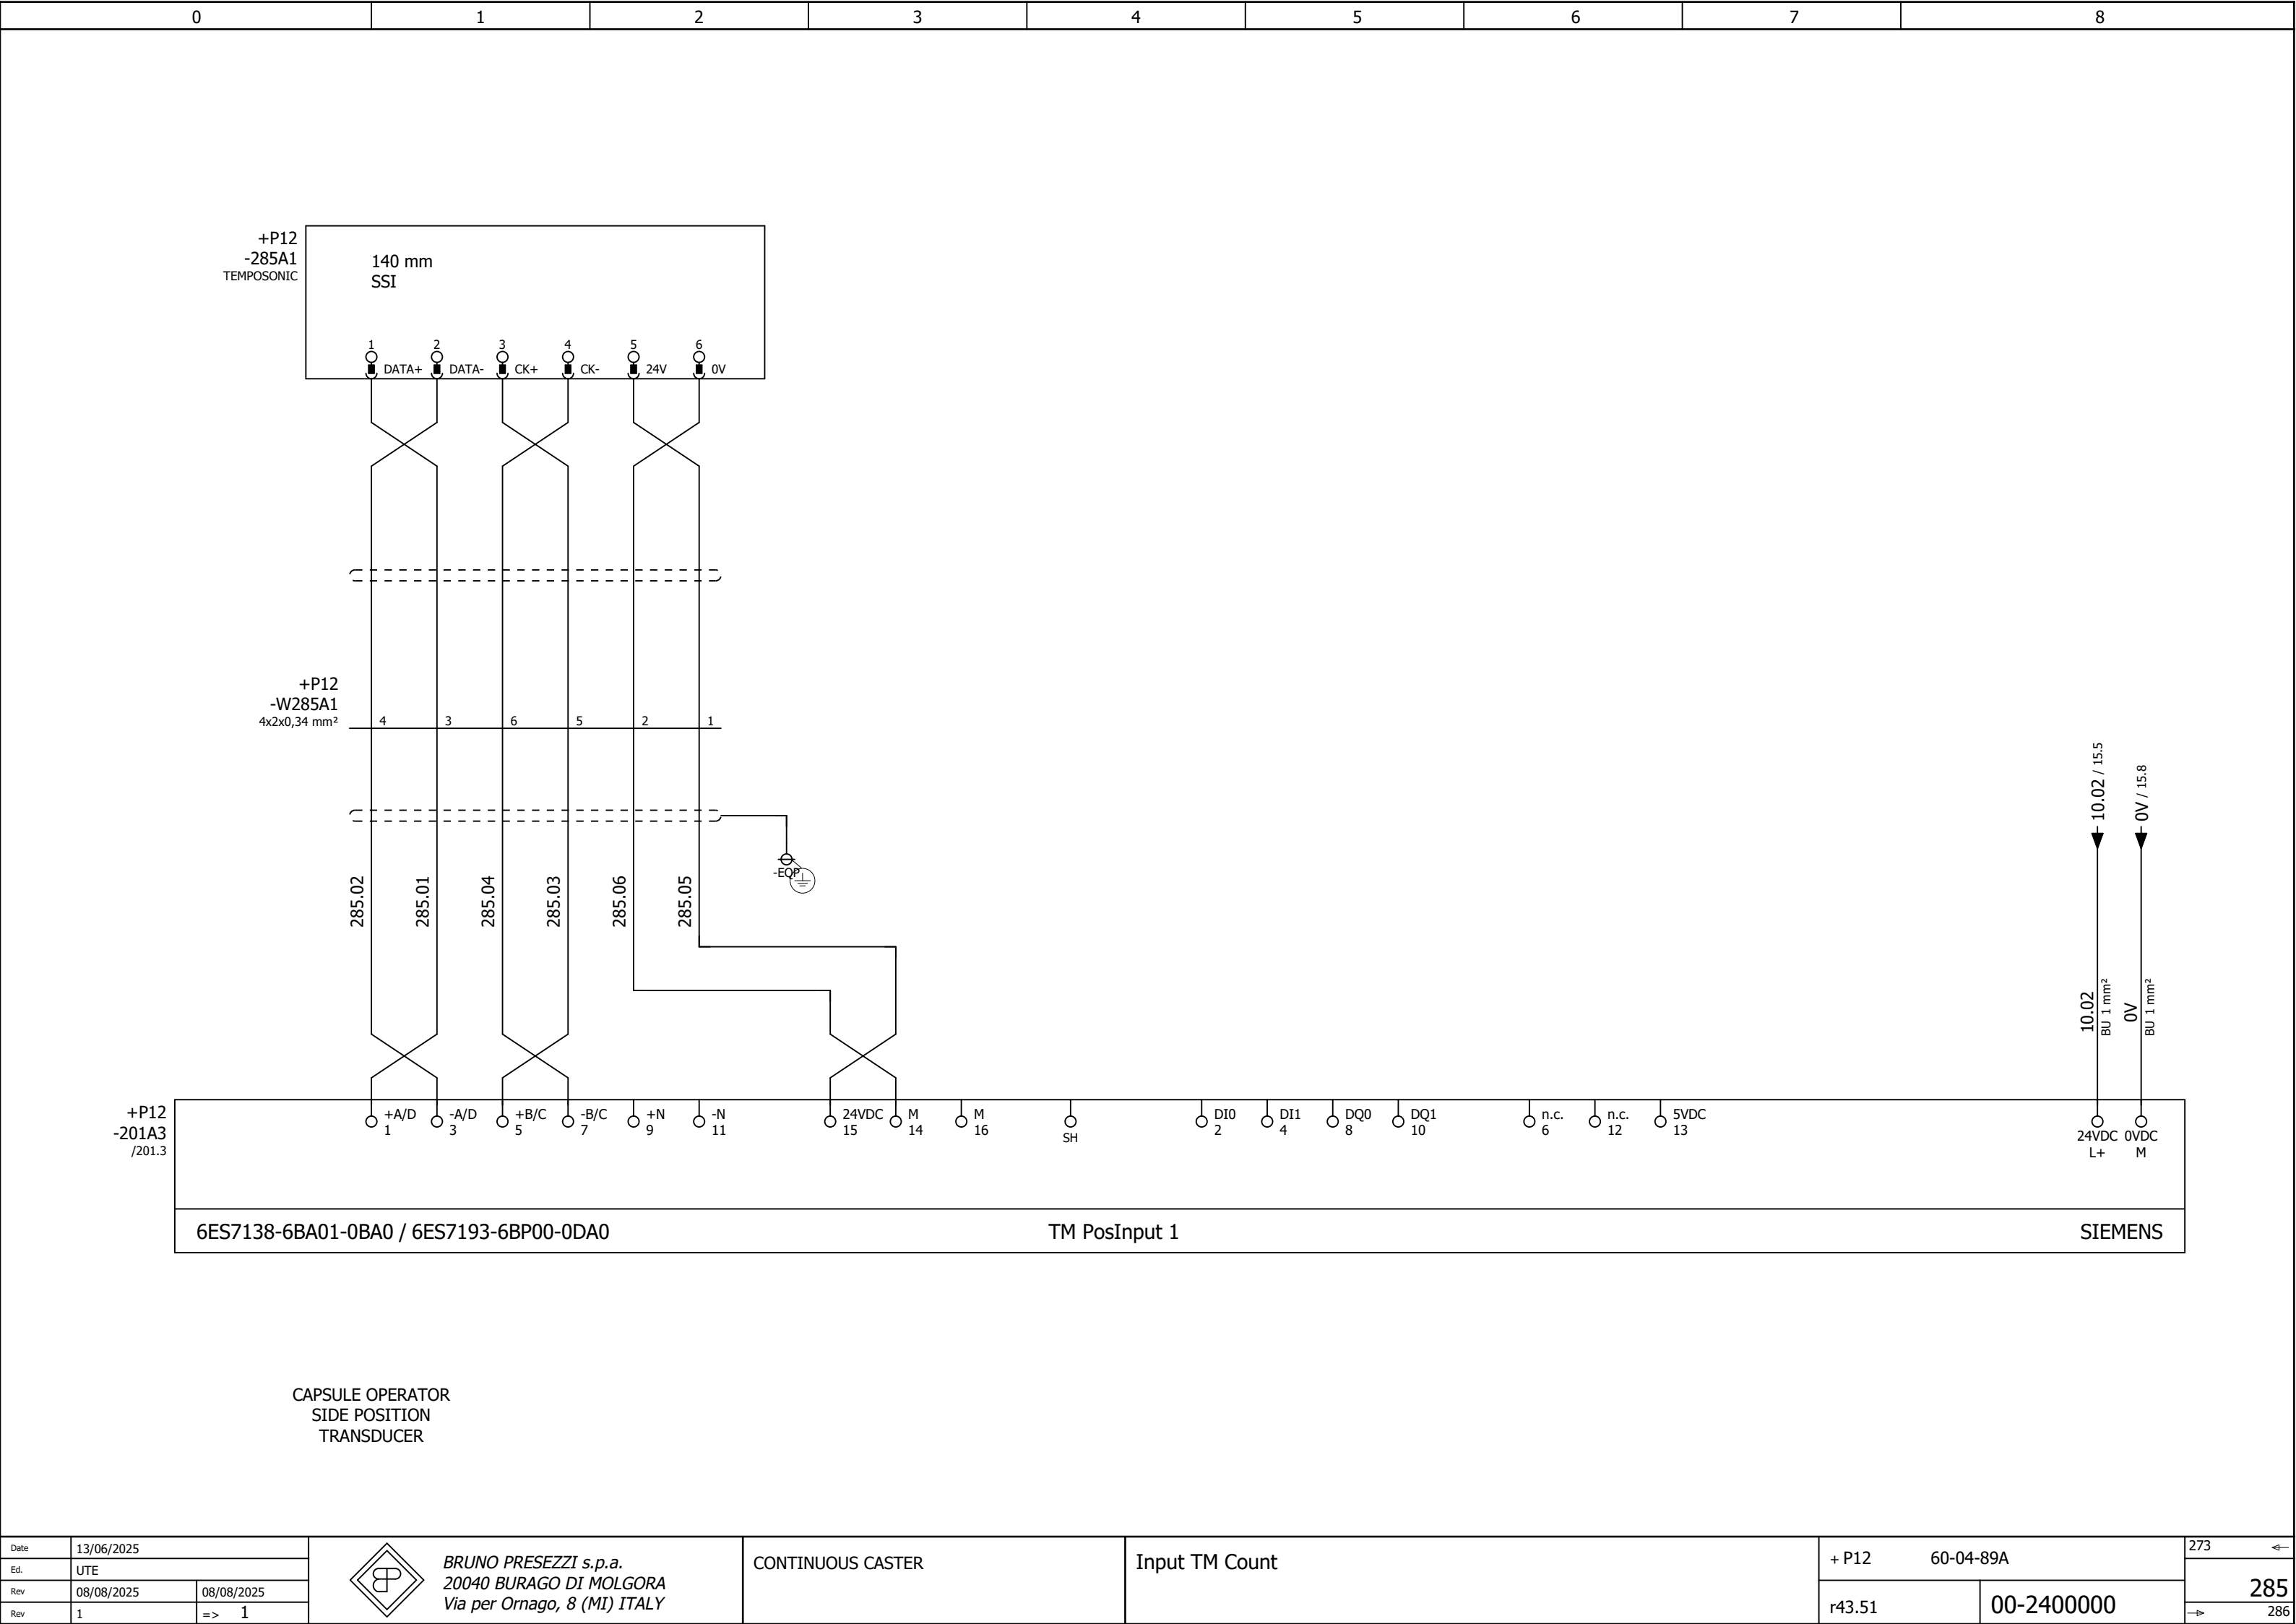 0 1 2 3 4 5 6 7 8
+P12
-285A1
TEMPOSONIC
140 mm
SSI
1 2 3 4 5 6
DATA+ DATA- CK+ CK- 24V 0V
+P12
-W285A1
4x2x0,34 mm²
4 3 6 5 2 1
10.02 / 15.5
0V / 15.8
-EQP
285.02
285.01
285.04
285.03
285.06
285.05
10.02
BU 1 mm²
0V
BU 1 mm²
+P12
-201A3
/201.3
+A/D -A/D +B/C -B/C +N -N 24VDC M M DI0 DI1 DQ0 DQ1 n.c. n.c. 5VDC
1 3 5 7 9 11 15 14 16 SH 2 4 8 10 6 12 13
24VDC 0VDC
L+ M
6ES7138-6BA01-0BA0 / 6ES7193-6BP00-0DA0
TM PosInput 1
SIEMENS
CAPSULE OPERATOR
SIDE POSITION
TRANSDUCER
Date 13/06/2025
Ed. UTE
Rev 08/08/2025 08/08/2025
Rev 1 => 1
BRUNO PRESEZZI s.p.a.
20040 BURAGO DI MOLGORA
Via per Ornago, 8 (MI) ITALY
CONTINUOUS CASTER
Input TM Count
+ P12 60-04-89A
r43.51 00-2400000
273
285
286